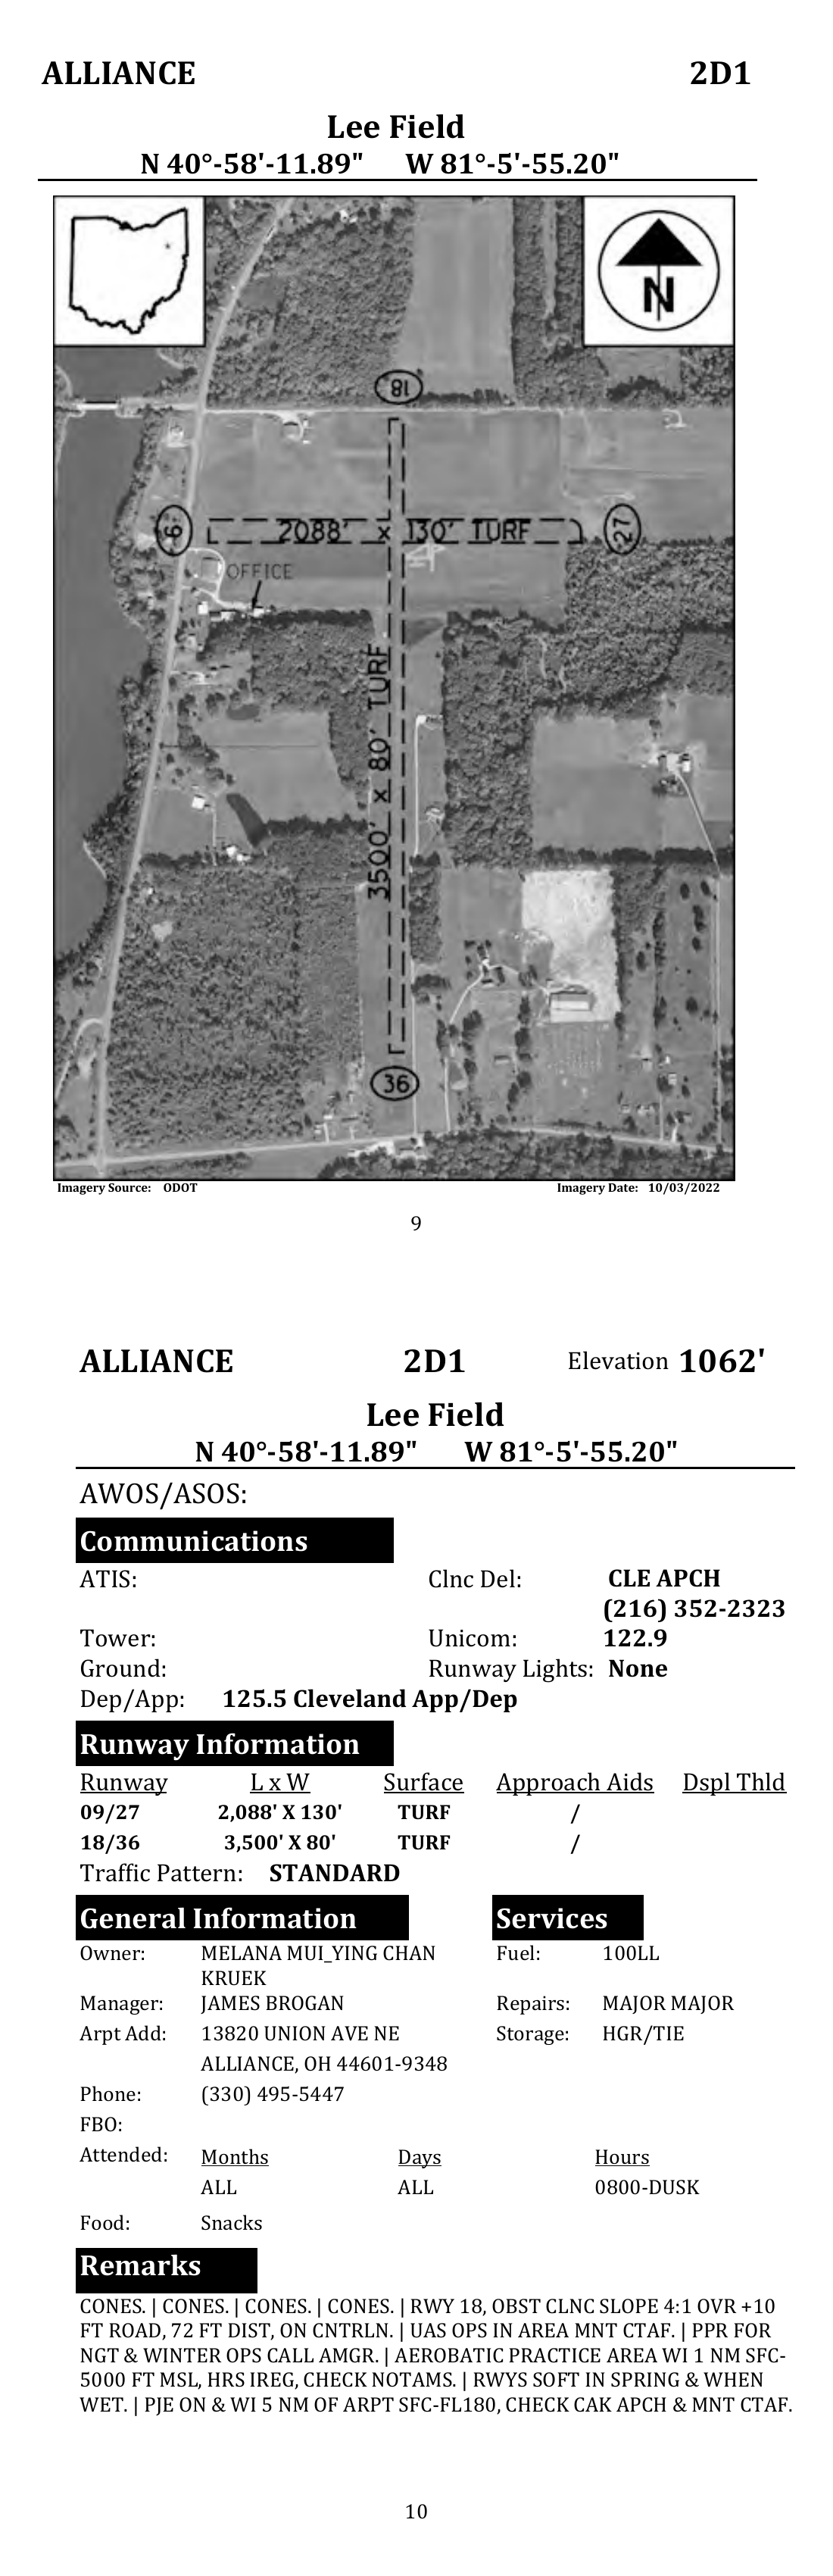 ALLIANCE 2D1
Lee Field
N 40°-58'-11.89" W 81°-5'-55.20"
N
18
9
2088' x 130' TURF
27
OFFICE
3500' x 80' TURF
36
Imagery Source: ODOT Imagery Date: 10/03/2022
9
ALLIANCE 2D1 Elevation 1062'
Lee Field
N 40°-58'-11.89" W 81°-5'-55.20"
AWOS/ASOS:
Communications
ATIS: Clnc Del: CLE APCH
(216) 352-2323
Tower: Unicom: 122.9
Ground: Runway Lights: None
Dep/App: 125.5 Cleveland App/Dep
Runway Information
Runway L x W Surface Approach Aids Dspl Thld
09/27 2,088' X 130' TURF /
18/36 3,500' X 80' TURF /
Traffic Pattern: STANDARD
General Information Services
Owner: MELANA MUI_YING CHAN Fuel: 100LL
KRUEK
Manager: JAMES BROGAN Repairs: MAJOR MAJOR
Arpt Add: 13820 UNION AVE NE Storage: HGR/TIE
ALLIANCE, OH 44601-9348
Phone: (330) 495-5447
FBO:
Attended: Months Days Hours
ALL ALL 0800-DUSK
Food: Snacks
Remarks
CONES. | CONES. | CONES. | CONES. | RWY 18, OBST CLNC SLOPE 4:1 OVR +10
FT ROAD, 72 FT DIST, ON CNTRLN. | UAS OPS IN AREA MNT CTAF. | PPR FOR
NGT & WINTER OPS CALL AMGR. | AEROBATIC PRACTICE AREA WI 1 NM SFC-
5000 FT MSL, HRS IREG, CHECK NOTAMS. | RWYS SOFT IN SPRING & WHEN
WET. | PJE ON & WI 5 NM OF ARPT SFC-FL180, CHECK CAK APCH & MNT CTAF.
10